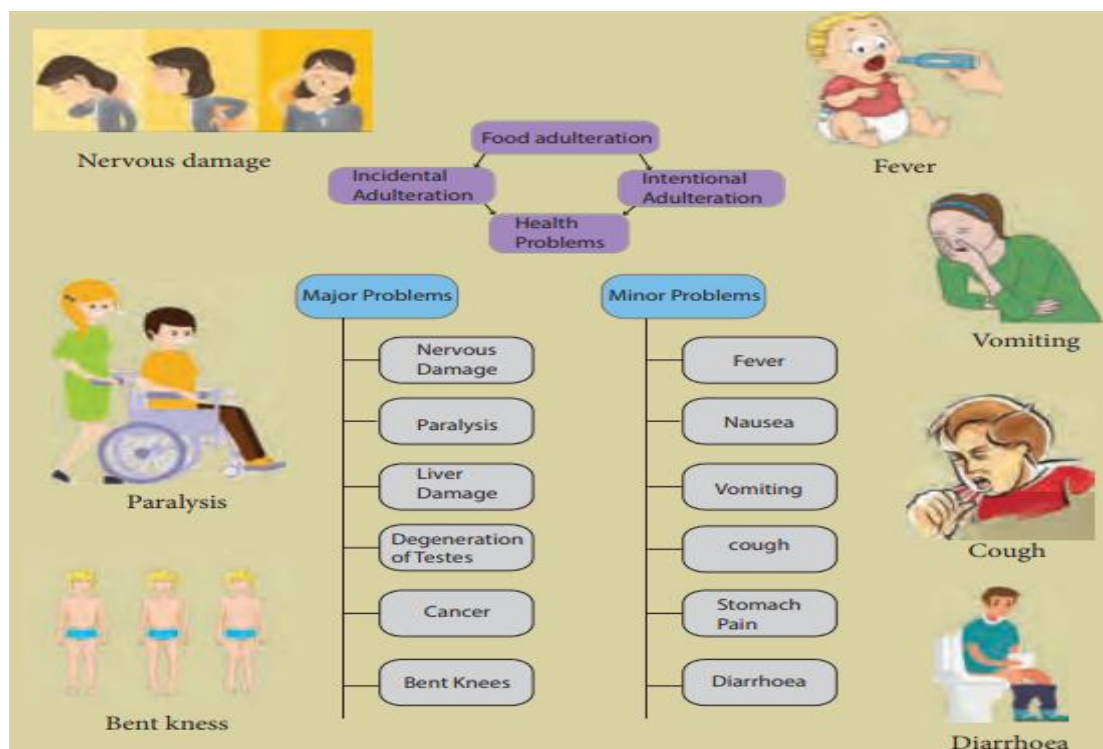 Nervous damage
Fever
Food adulteration
Incidental
Adulteration
Intentional
Adulteration
Health
Problems
Vomiting
Major Problems
Minor Problems
Nervous
Damage
Fever
Paralysis
Nausea
Paralysis
Liver
Damage
Vomiting
Cough
Degeneration
of Testes
cough
Cancer
Stomach
Pain
Bent Knees
Diarrhoea
Bent kness
Diarrhoea